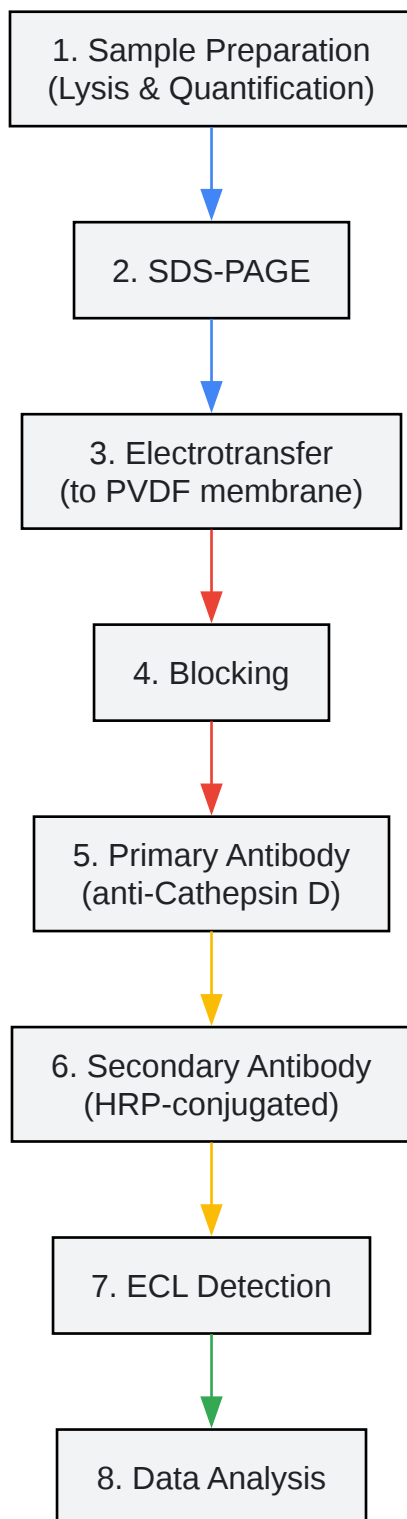 1. Sample Preparation
(Lysis & Quantification)
2. SDS-PAGE
3. Electrotransfer
(to PVDF membrane)
4. Blocking
5. Primary Antibody
(anti-Cathepsin D)
6. Secondary Antibody
(HRP-conjugated)
7. ECL Detection
8. Data Analysis